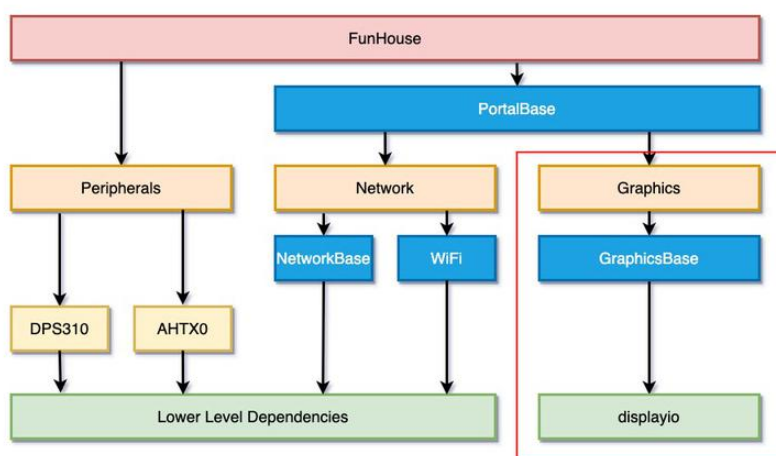 FunHouse
PortalBase
Peripherals
Network
Graphics
NetworkBase
WiFi
GraphicsBase
DPS310
AHTX0
Lower Level Dependencies
displayio